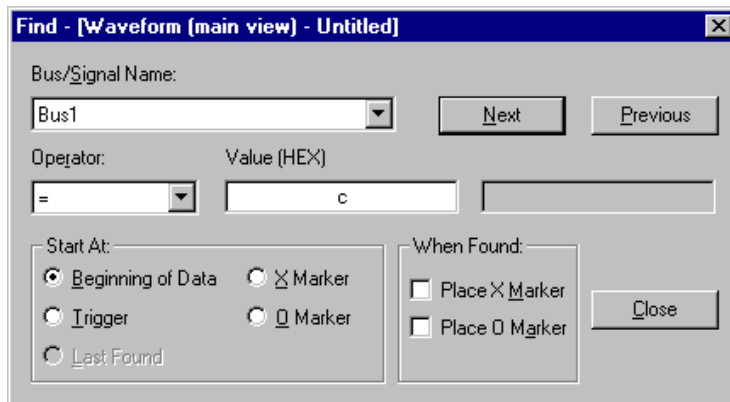 Find - [Waveform (main view) - Untitled]
Bus/Signal Name:
Bus1
Next
Previous
Operator:
Value (HEX)
=
c
Start At:
When Found:
Beginning of Data
X Marker
Place X Marker
Trigger
O Marker
Place O Marker
Close
Last Found